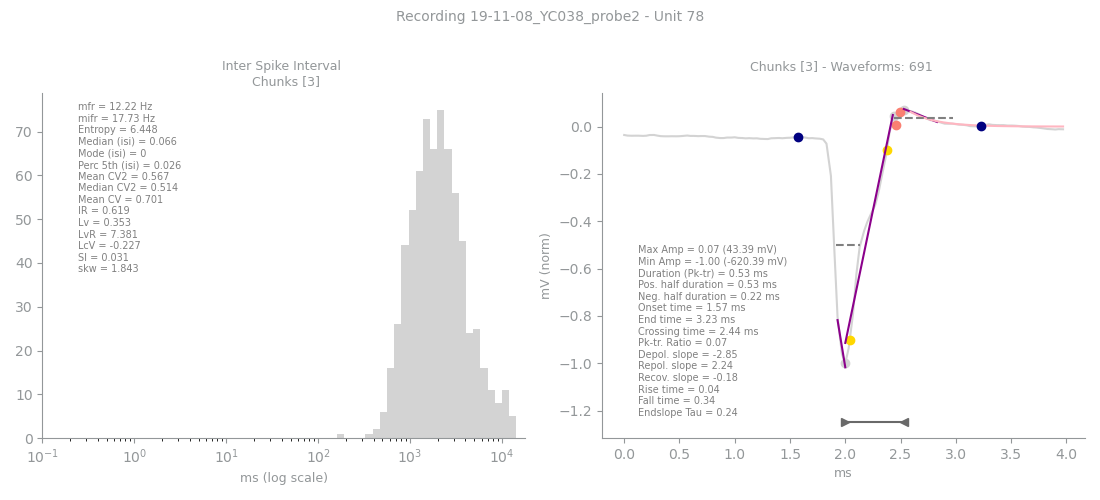 Recording 19-11-08_YC038_probe2 - Unit 78
Inter Spike Interval
Chunks [3]
mfr = 12.22 Hz
mifr = 17.73 Hz
Entropy = 6.448
Median (isi) = 0.066
Mode (isi) = 0
Perc 5th (isi) = 0.026
Mean CV2 = 0.567
Median CV2 = 0.514
Mean CV = 0.701
IR = 0.619
Lv = 0.353
LvR = 7.381
LcV = -0.227
SI = 0.031
skw = 1.843
70
60
50
40
30
20
10
0
10⁻¹ 10⁰ 10¹ 10² 10³ 10⁴
ms (log scale)
Chunks [3] - Waveforms: 691
0.0
−0.2
−0.4
−0.6
−0.8
−1.0
−1.2
mV (norm)
Max Amp = 0.07 (43.39 mV)
Min Amp = -1.00 (-620.39 mV)
Duration (Pk-tr) = 0.53 ms
Pos. half duration = 0.53 ms
Neg. half duration = 0.22 ms
Onset time = 1.57 ms
End time = 3.23 ms
Crossing time = 2.44 ms
Pk-tr. Ratio = 0.07
Depol. slope = -2.85
Repol. slope = 2.24
Recov. slope = -0.18
Rise time = 0.04
Fall time = 0.34
Endslope Tau = 0.24
0.0 0.5 1.0 1.5 2.0 2.5 3.0 3.5 4.0
ms